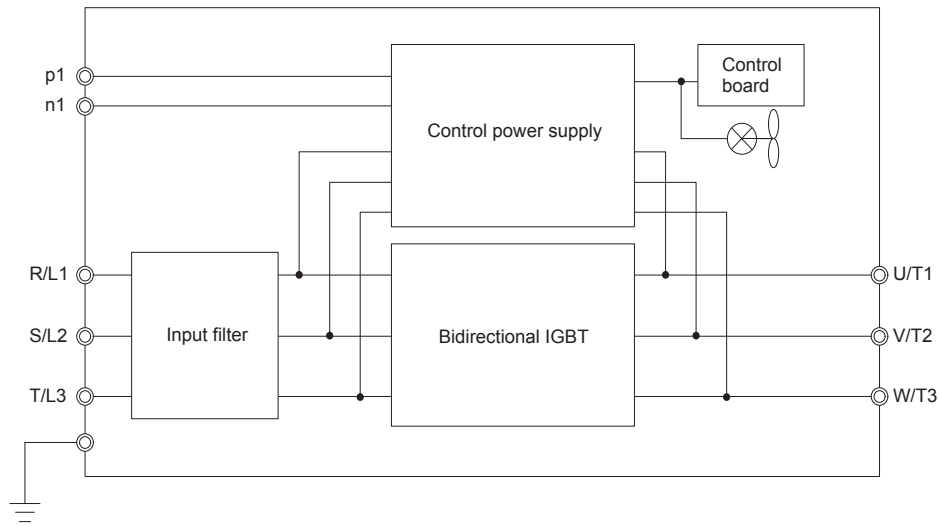 p1
n1
Control
board
Control power supply
R/L1
S/L2
T/L3
Input filter
Bidirectional IGBT
U/T1
V/T2
W/T3